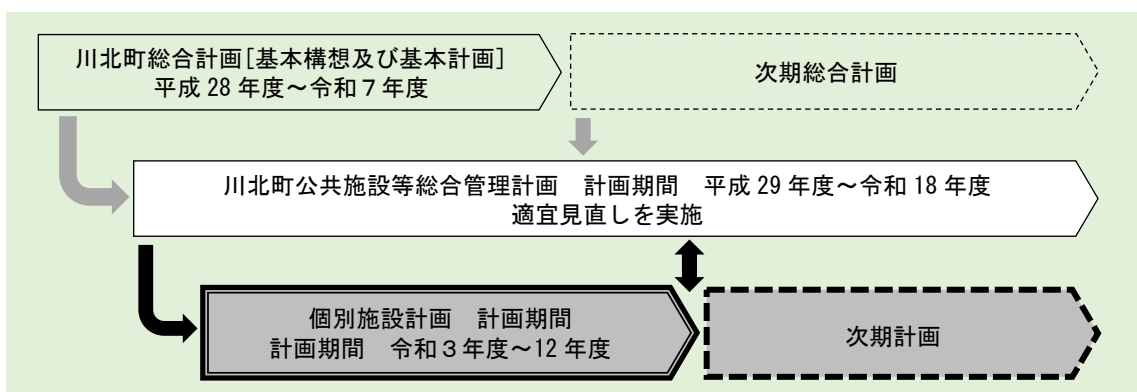 川北町総合計画[基本構想及び基本計画]
平成 28 年度～令和７年度
次期総合計画
川北町公共施設等総合管理計画　計画期間　平成 29 年度～令和 18 年度
適宜見直しを実施
個別施設計画　計画期間
計画期間　令和３年度～12 年度
次期計画